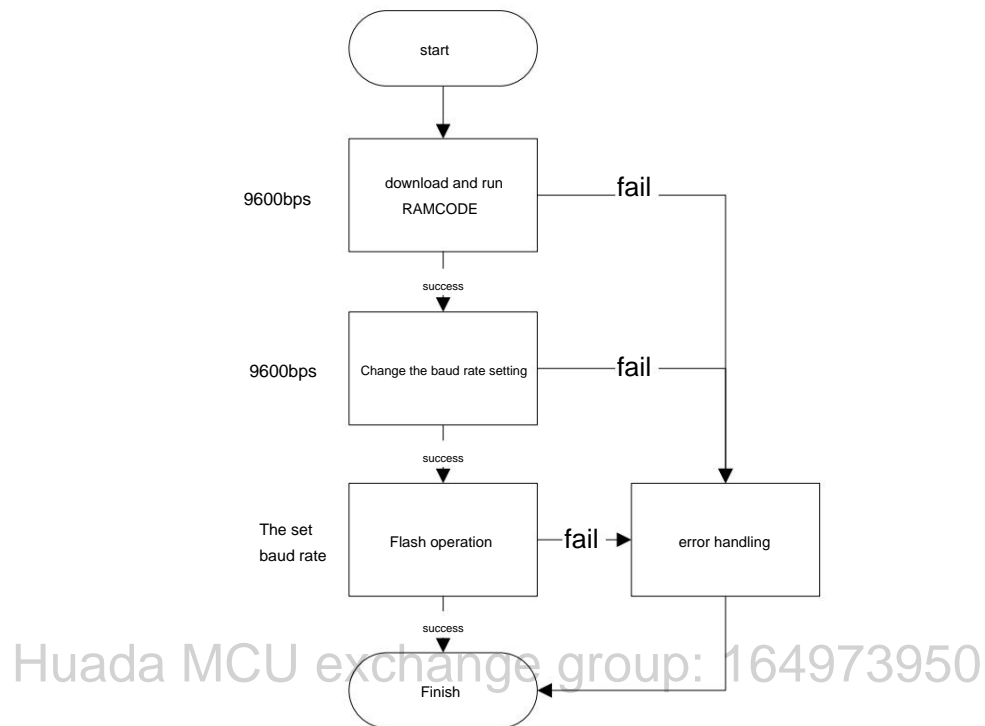 start
download and run
RAMCODE
9600bps
fail
success
9600bps
Change the baud rate setting
fail
success
The set
baud rate
Flash operation
fail
error handling
success
Huada MCU exchange group: 164973950
Finish